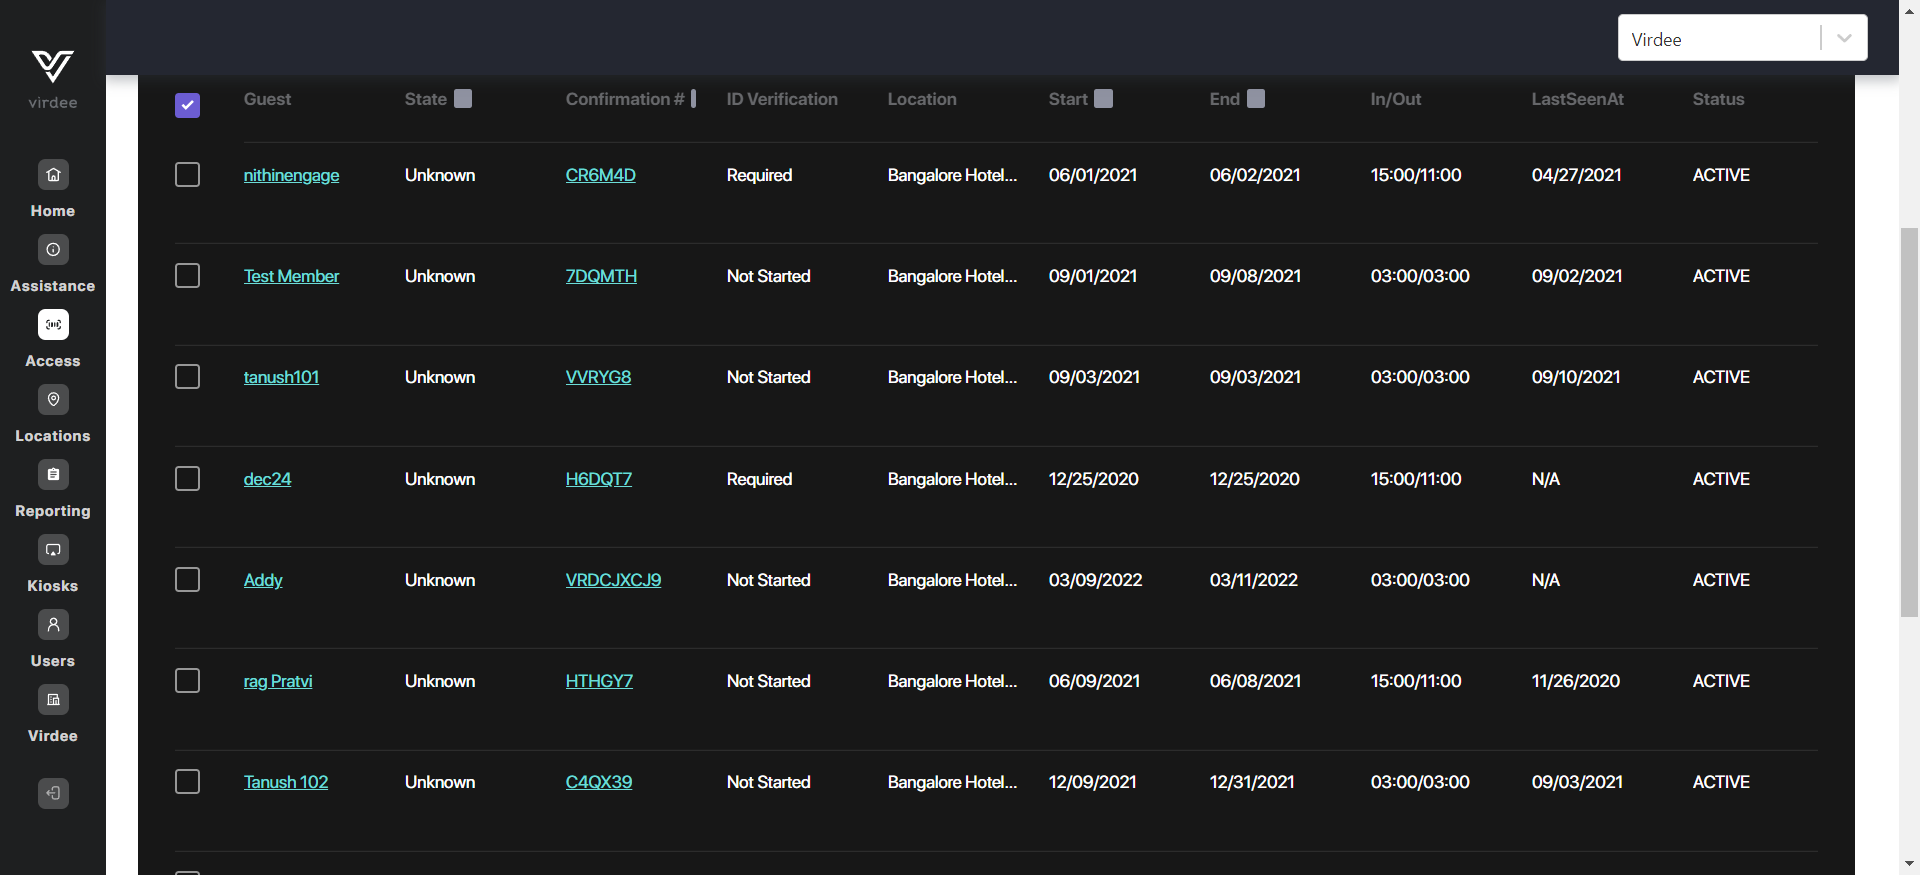 Virdee
virdee
Home
Assistance
Access
Locations
Reporting
Kiosks
Users
Virdee
Guest State Confirmation # ID Verification Location Start End In/Out LastSeenAt Status
nithinengage Unknown CR6M4D Required Bangalore Hotel... 06/01/2021 06/02/2021 15:00/11:00 04/27/2021 ACTIVE
Test Member Unknown 7DQMTH Not Started Bangalore Hotel... 09/01/2021 09/08/2021 03:00/03:00 09/02/2021 ACTIVE
tanush101 Unknown VVRYG8 Not Started Bangalore Hotel... 09/03/2021 09/03/2021 03:00/03:00 09/10/2021 ACTIVE
dec24 Unknown H6DQT7 Required Bangalore Hotel... 12/25/2020 12/25/2020 15:00/11:00 N/A ACTIVE
Addy Unknown VRDCJXCJ9 Not Started Bangalore Hotel... 03/09/2022 03/11/2022 03:00/03:00 N/A ACTIVE
rag Pratvi Unknown HTHGY7 Not Started Bangalore Hotel... 06/09/2021 06/08/2021 15:00/11:00 11/26/2020 ACTIVE
Tanush 102 Unknown C4QX39 Not Started Bangalore Hotel... 12/09/2021 12/31/2021 03:00/03:00 09/03/2021 ACTIVE